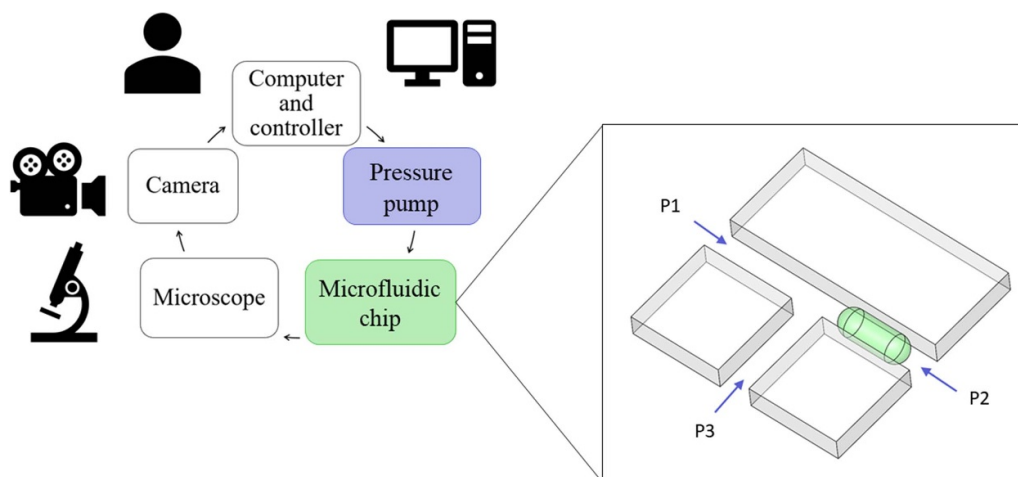 Computer
and
controller
Camera
Pressure
pump
Microscope
Microfluidic
chip
P1
P2
P3